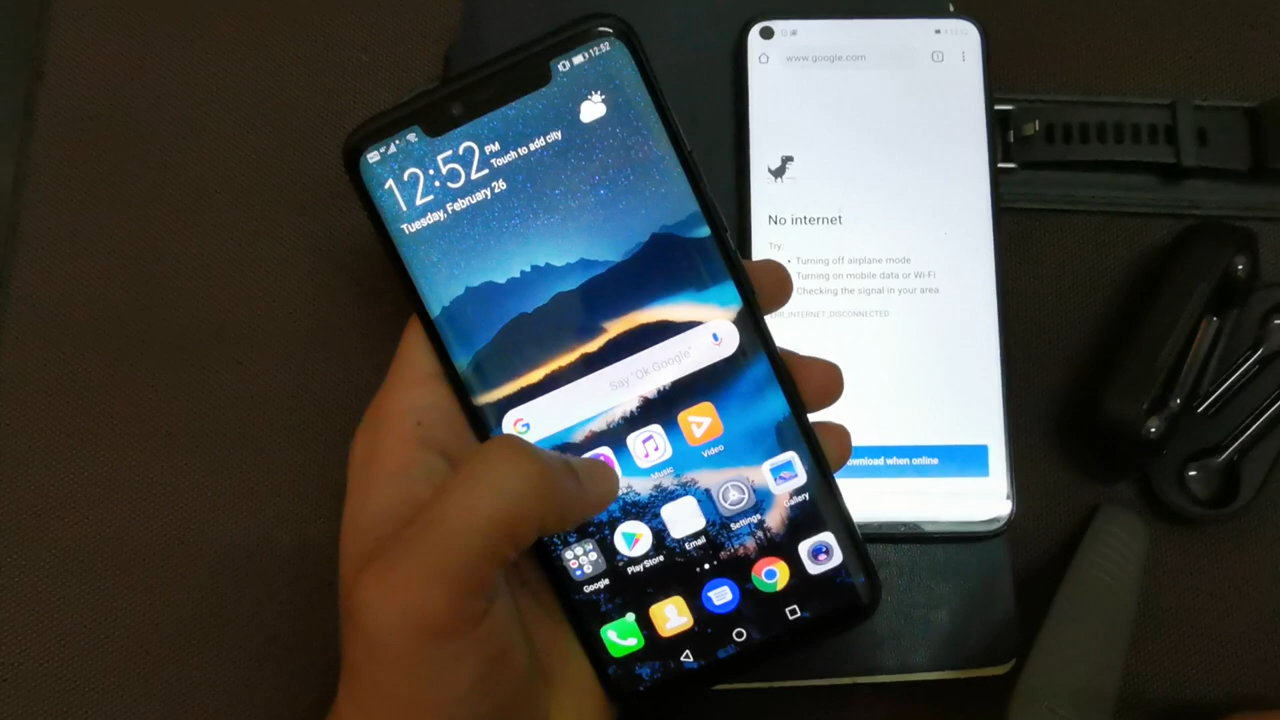 12:52
12:52 PM
Touch to add city
Tuesday, February 26
Say "Ok Google"
Music
Video
Google
Play Store
Email
Settings
Gallery
www.google.com
1
No internet
Try:
• Turning off airplane mode
Turning on mobile data or Wi-Fi
Checking the signal in your area
ERR_INTERNET_DISCONNECTED
ownload when online